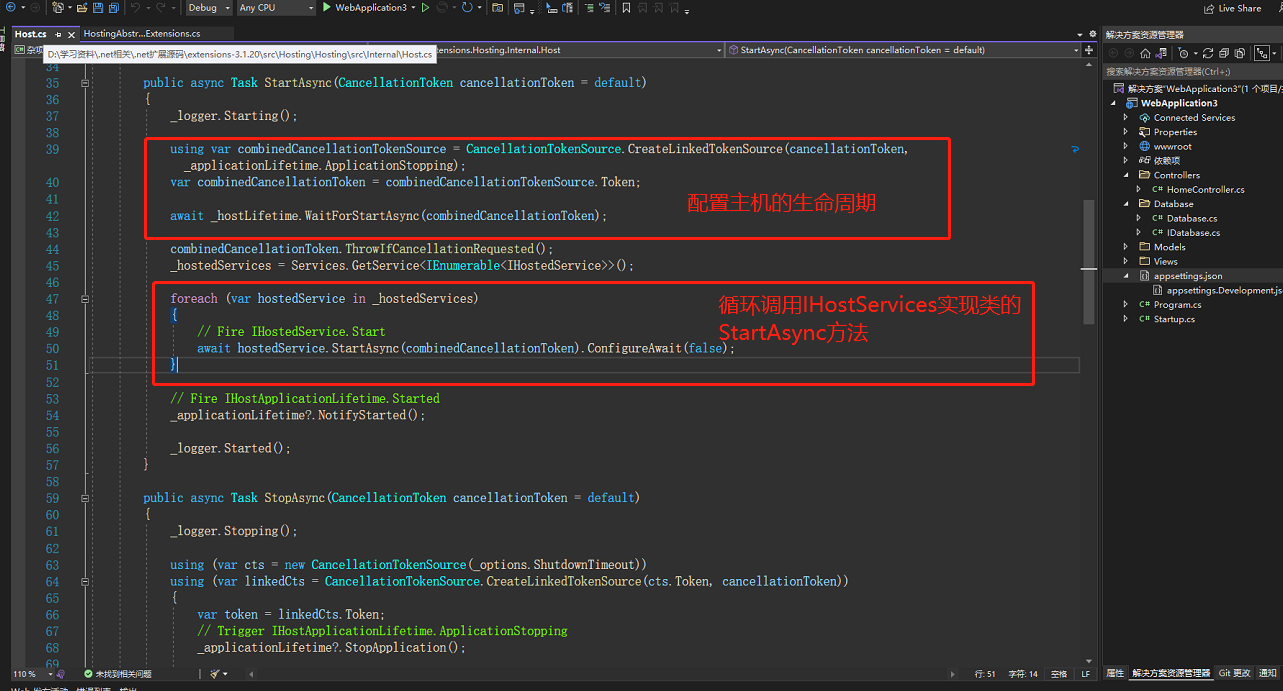 Debug
Any CPU
WebApplication3
Live Share
Host.cs
HostingAbstr...Extensions.cs
D:\学习资料\.net相关\.net扩展源码\extensions-3.1.20\src\Hosting\Hosting\src\Internal\Host.cs
tensions.Hosting.Internal.Host
StartAsync(CancellationToken cancellationToken = default)
34
35 public async Task StartAsync(CancellationToken cancellationToken = default)
36 {
37 _logger.Starting();
38
39 using var combinedCancellationTokenSource = CancellationTokenSource.CreateLinkedTokenSource(cancellationToken,
_applicationLifetime.ApplicationStopping);
40 var combinedCancellationToken = combinedCancellationTokenSource.Token;
41
配置主机的生命周期
42 await _hostLifetime.WaitForStartAsync(combinedCancellationToken);
43
44 combinedCancellationToken.ThrowIfCancellationRequested();
45 _hostedServices = Services.GetService<IEnumerable<IHostedService>>();
46
47 foreach (var hostedService in _hostedServices)
循环调用IHostServices实现类的
StartAsync方法
48 {
49 // Fire IHostedService.Start
50 await hostedService.StartAsync(combinedCancellationToken).ConfigureAwait(false);
51 }
52
53 // Fire IHostApplicationLifetime.Started
54 _applicationLifetime?.NotifyStarted();
55
56 _logger.Started();
57 }
58
59 public async Task StopAsync(CancellationToken cancellationToken = default)
60 {
61 _logger.Stopping();
62
63 using (var cts = new CancellationTokenSource(_options.ShutdownTimeout))
64 using (var linkedCts = CancellationTokenSource.CreateLinkedTokenSource(cts.Token, cancellationToken))
65 {
66 var token = linkedCts.Token;
67 // Trigger IHostApplicationLifetime.ApplicationStopping
68 _applicationLifetime?.StopApplication();
69
110 %
未找到相关问题
行: 51
字符: 14
空格
LF
解决方案资源管理器
搜索解决方案资源管理器(Ctrl+;)
解决方案"WebApplication3"(1 个项目/
WebApplication3
Connected Services
Properties
wwwroot
依赖项
Controllers
C# HomeController.cs
Database
C# Database.cs
C# IDatabase.cs
Models
Views
appsettings.json
appsettings.Development.js
C# Program.cs
C# Startup.cs
属性
解决方案资源管理器
Git 更改
通知